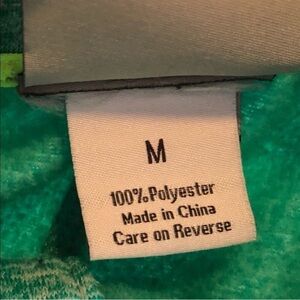 M
100% Polyester
Made in China
Care on Reverse